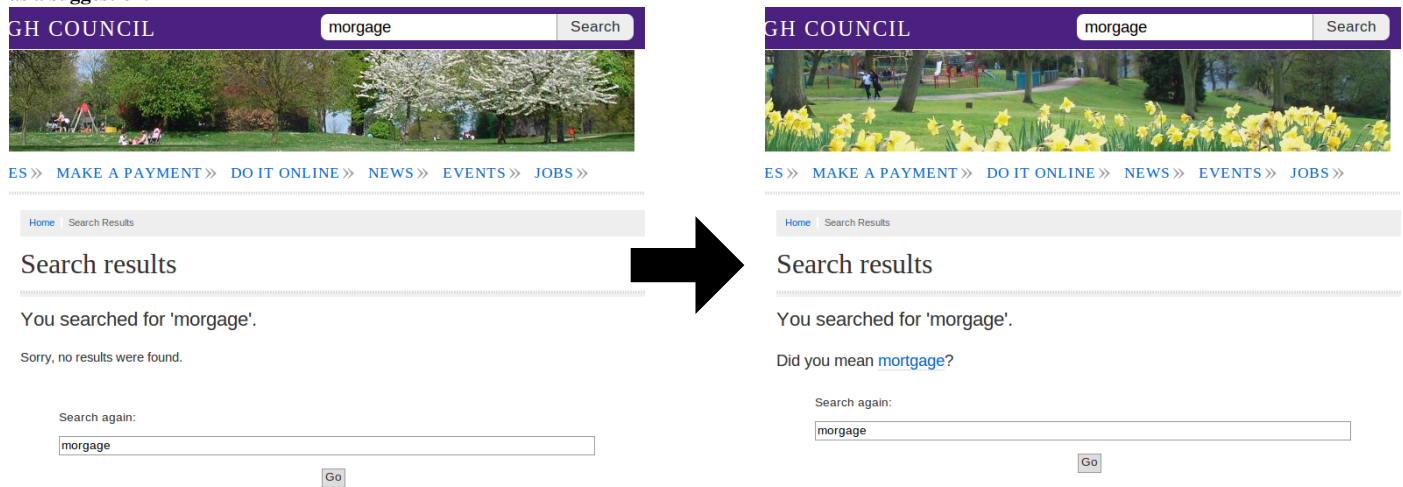 GH COUNCIL
morgage
Search
ES » MAKE A PAYMENT » DO IT ONLINE » NEWS » EVENTS » JOBS »
Home | Search Results
Search results
You searched for 'morgage'.
Sorry, no results were found.
Search again:
morgage
Go
GH COUNCIL
morgage
Search
ES » MAKE A PAYMENT » DO IT ONLINE » NEWS » EVENTS » JOBS »
Home | Search Results
Search results
You searched for 'morgage'.
Did you mean mortgage?
Search again:
morgage
Go